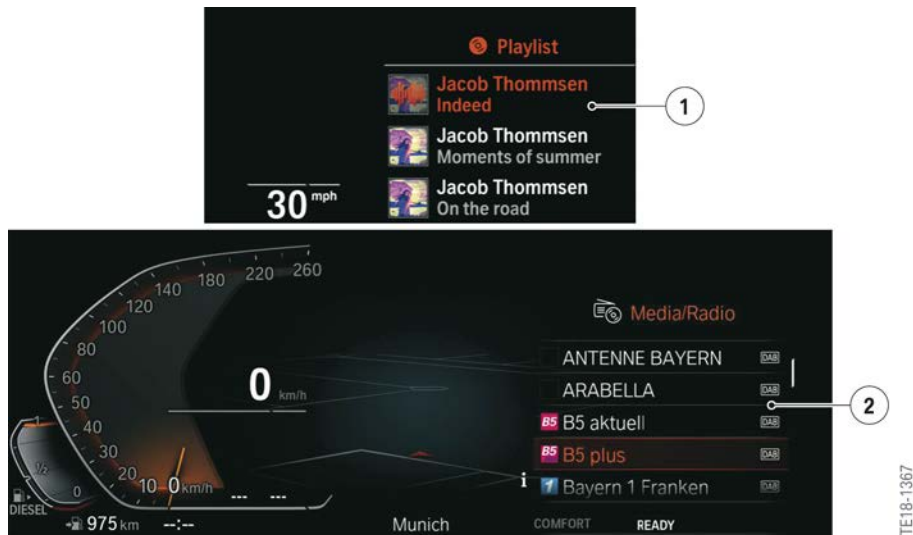 Playlist
Jacob Thommsen
Indeed
1
Jacob Thommsen
Moments of summer
Jacob Thommsen
On the road
30 mph
Media/Radio
ANTENNE BAYERN DAB
ARABELLA DAB
2
B5 B5 aktuell DAB
B5 B5 plus DAB
i 1 Bayern 1 Franken DAB
260
220
180
140
120
100
80
60
50
40
30
20
10
0 km/h
0 km/h
1
1/2
0
DIESEL
975 km
--:--
--- ---
Munich
COMFORT
READY
TE18-1367